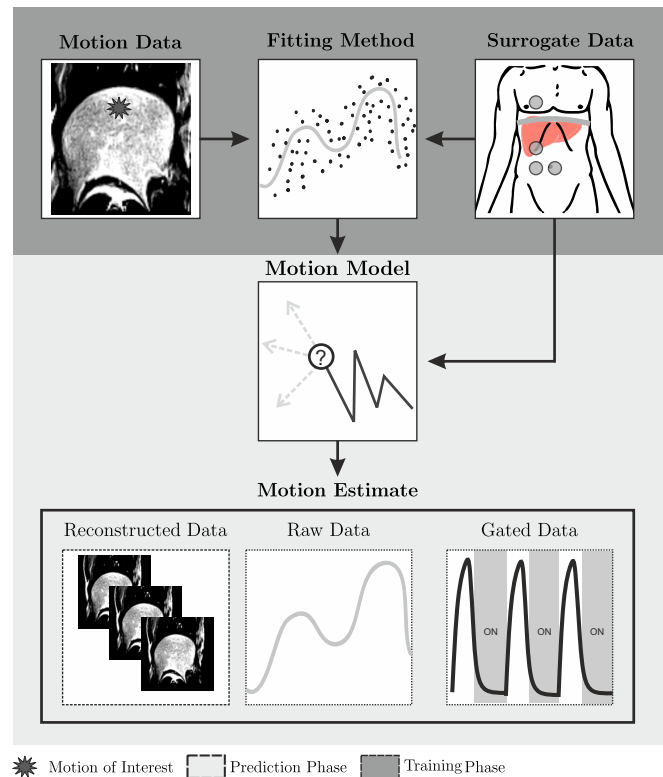 Motion Data
Fitting Method
Surrogate Data
Motion Model
?
Motion Estimate
Reconstructed Data
Raw Data
Gated Data
ON
ON
ON
Motion of Interest
Prediction Phase
Training Phase